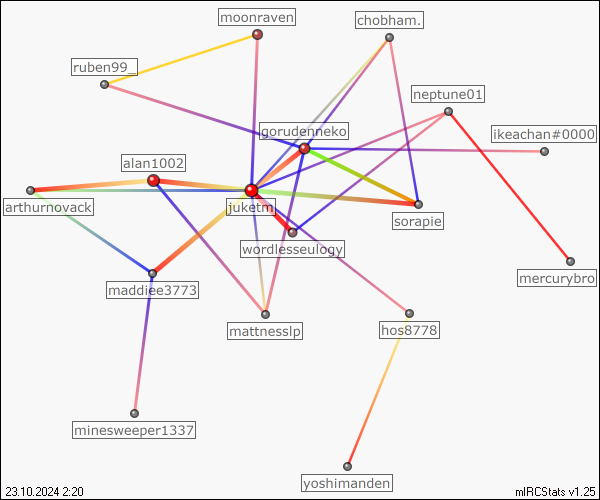 moonraven
chobham.
ruben99_
neptune01
gorudenneko
ikeachan#0000
alan1002
arthurnovack
juketm
sorapie
wordlesseulogy
mercurybro
maddiee3773
mattnesslp
hos8778
minesweeper1337
yoshimanden
23.10.2024 2:20
mIRCStats v1.25